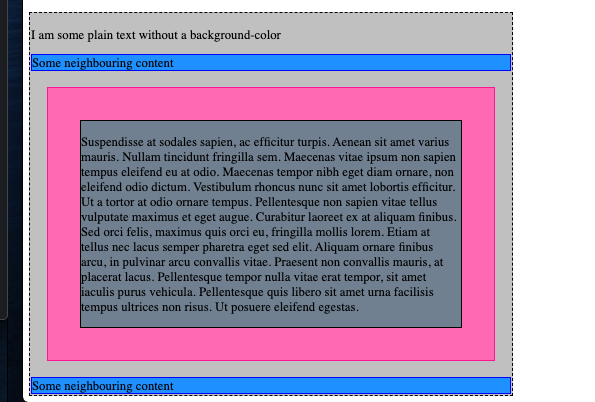 I am some plain text without a background-color
Some neighbouring content
Suspendisse at sodales sapien, ac efficitur turpis. Aenean sit amet varius
mauris. Nullam tincidunt fringilla sem. Maecenas vitae ipsum non sapien
tempus eleifend eu at odio. Maecenas tempor nibh eget diam ornare, non
eleifend odio dictum. Vestibulum rhoncus nunc sit amet lobortis efficitur.
Ut a tortor at odio ornare tempus. Pellentesque non sapien vitae tellus
vulputate maximus et eget augue. Curabitur laoreet ex at aliquam finibus.
Sed orci felis, maximus quis orci eu, fringilla mollis lorem. Etiam at
tellus nec lacus semper pharetra eget sed elit. Aliquam ornare finibus
arcu, in pulvinar arcu convallis vitae. Praesent non convallis mauris, at
placerat lacus. Pellentesque tempor nulla vitae erat tempor, sit amet
iaculis purus vehicula. Pellentesque quis libero sit amet urna facilisis
tempus ultrices non risus. Ut posuere eleifend egestas.
Some neighbouring content